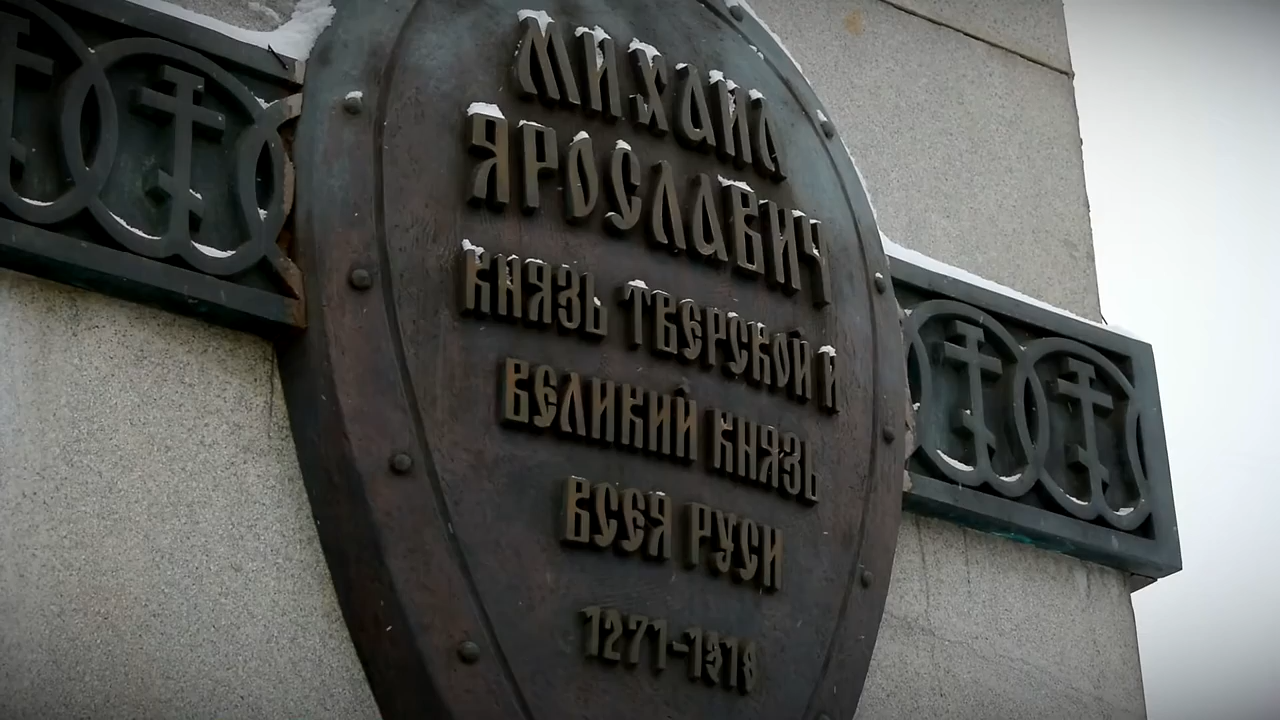 МИХАИЛ
ЯРОСЛАВИЧ
КНЯЗЬ ТВЕРСКОЙ И
ВЕЛИКИЙ КНЯЗЬ
ВСЕЯ РУСИ
1271-1318